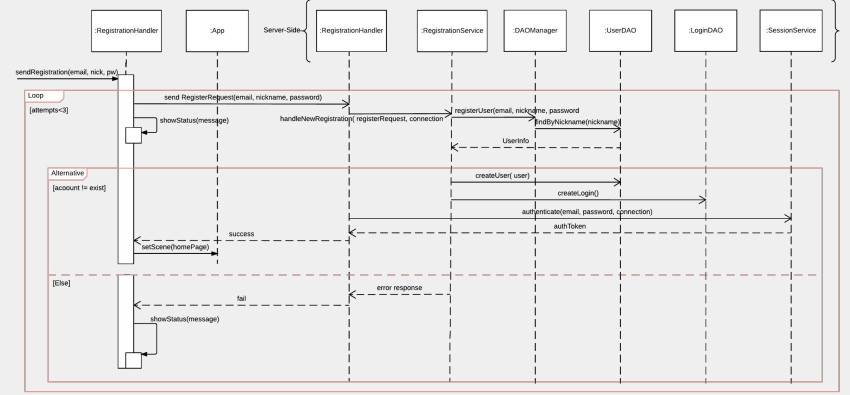 :RegistrationHandler
:App
Server-Side
:RegistrationHandler
:RegistrationService
:DAOManager
:UserDAO
:LoginDAO
:SessionService
sendRegistration(email, nick, pw)
Loop
[attempts<3]
send RegisterRequest(email, nickname, password)
showStatus(message)
handleNewRegistration( registerRequest, connection
registerUser(email, nickname, password
findByNickname(nickname)
UserInfo
Alternative
[acoount != exist]
createUser( user)
createLogin()
authenticate(email, password, connection)
authToken
success
setScene(homePage)
[Else]
error response
fail
showStatus(message)